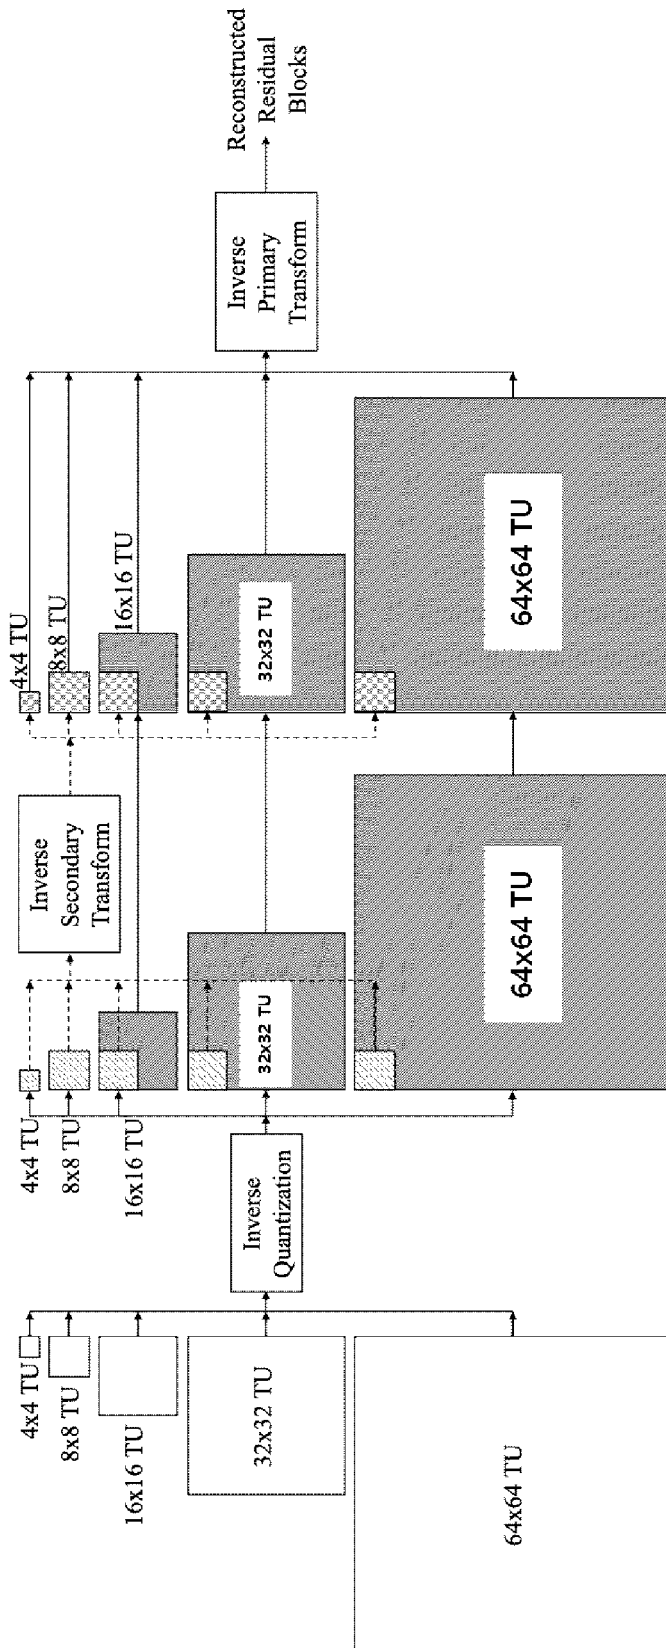 4x4 TU
8x8 TU
16x16 TU
32x32 TU
64x64 TU
Inverse
Quantization
4x4 TU
8x8 TU
16x16 TU
32x32 TU
64x64 TU
Inverse
Secondary
Transform
4x4 TU
8x8 TU
16x16 TU
32x32 TU
64x64 TU
Inverse
Primary
Transform
Reconstructed
Residual
Blocks